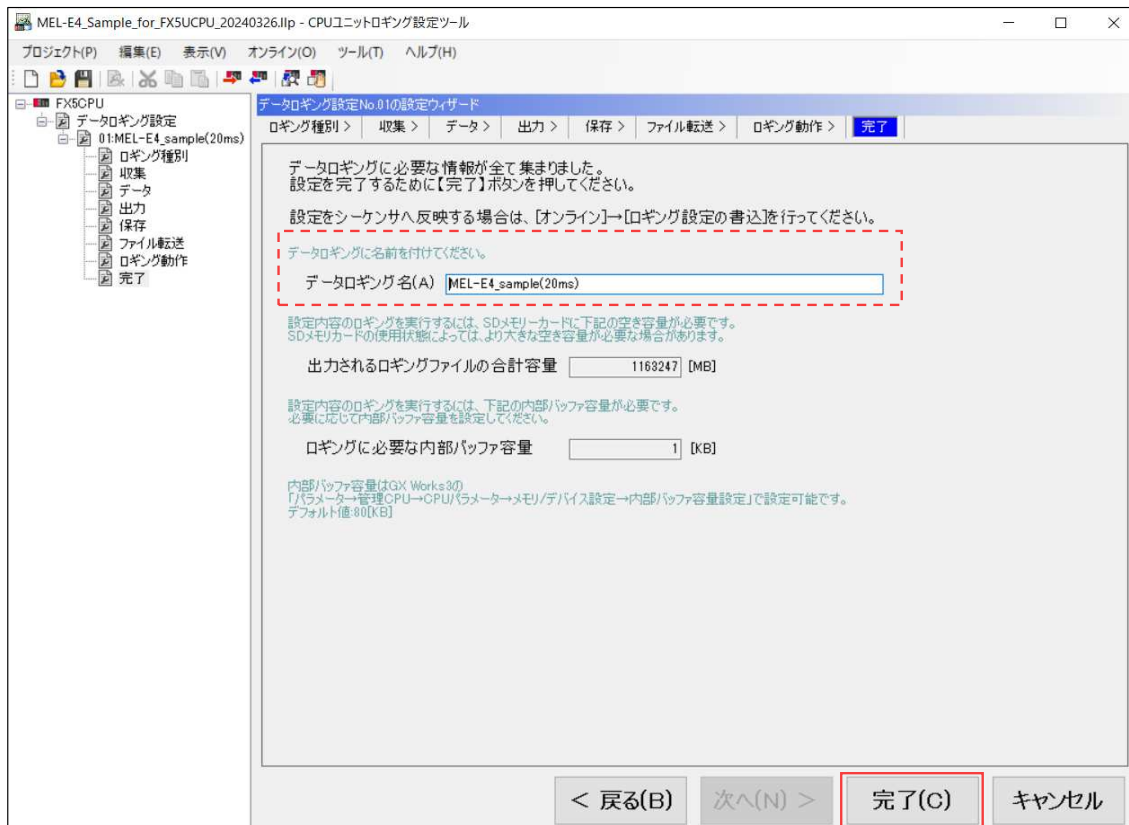 MEL-E4_Sample_for_FX5UCPU_20240326.llp - CPUユニットロギング設定ツール
プロジェクト(P) 編集(E) 表示(V) オンライン(O) ツール(T) ヘルプ(H)
FX5CPU
データロギング設定
01:MEL-E4_sample(20ms)
ロギング種別
収集
データ
出力
保存
ファイル転送
ロギング動作
完了
データロギング設定No.01の設定ウィザード
ロギング種別 > 収集 > データ > 出力 > 保存 > ファイル転送 > ロギング動作 > 完了
データロギングに必要な情報が全て集まりました。
設定を完了するために【完了】ボタンを押してください。
設定をシーケンサへ反映する場合は、[オンライン]→[ロギング設定の書込]を行ってください。
データロギングに名前を付けてください。
データロギング名(A) MEL-E4_sample(20ms)
設定内容のロギングを実行するには、SDメモリーカードに下記の空き容量が必要です。
SDメモリカードの使用状態によっては、より大きな空き容量が必要な場合があります。
出力されるロギングファイルの合計容量 1163247 [MB]
設定内容のロギングを実行するには、下記の内部バッファ容量が必要です。
必要に応じて内部バッファ容量を設定してください。
ロギングに必要な内部バッファ容量 1 [KB]
内部バッファ容量はGX Works3の
「パラメータ→管理CPU→CPUパラメータ→メモリ/デバイス設定→内部バッファ容量設定」で設定可能です。
デフォルト値:80[KB]
< 戻る(B) 次へ(N) > 完了(C) キャンセル